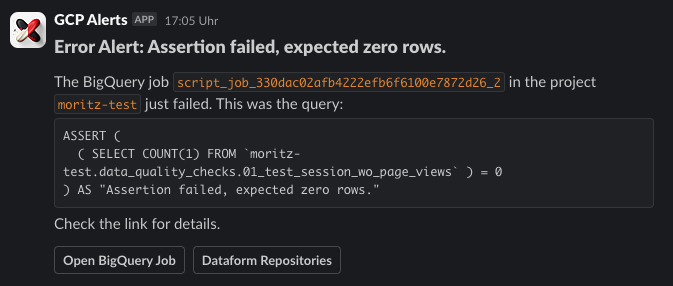 GCP Alerts APP 17:05 Uhr
Error Alert: Assertion failed, expected zero rows.
The BigQuery job script_job_330dac02afb4222efb6f6100e7872d26_2 in the project
moritz-test just failed. This was the query:
ASSERT (
( SELECT COUNT(1) FROM `moritz-
test.data_quality_checks.01_test_session_wo_page_views` ) = 0
) AS "Assertion failed, expected zero rows."
Check the link for details.
Open BigQuery Job Dataform Repositories